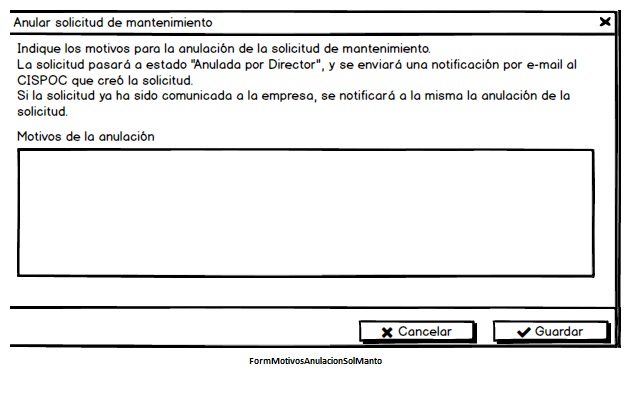 Anular solicitud de mantenimiento
Indique los motivos para la anulación de la solicitud de mantenimiento.
La solicitud pasará a estado "Anulada por Director", y se enviará una notificación por e-mail al
CISPOC que creó la solicitud.
Si la solicitud ya ha sido comunicada a la empresa, se notificará a la misma la anulación de la
solicitud.
Motivos de la anulación
Cancelar
Guardar
FormMotivosAnulacionSolManto